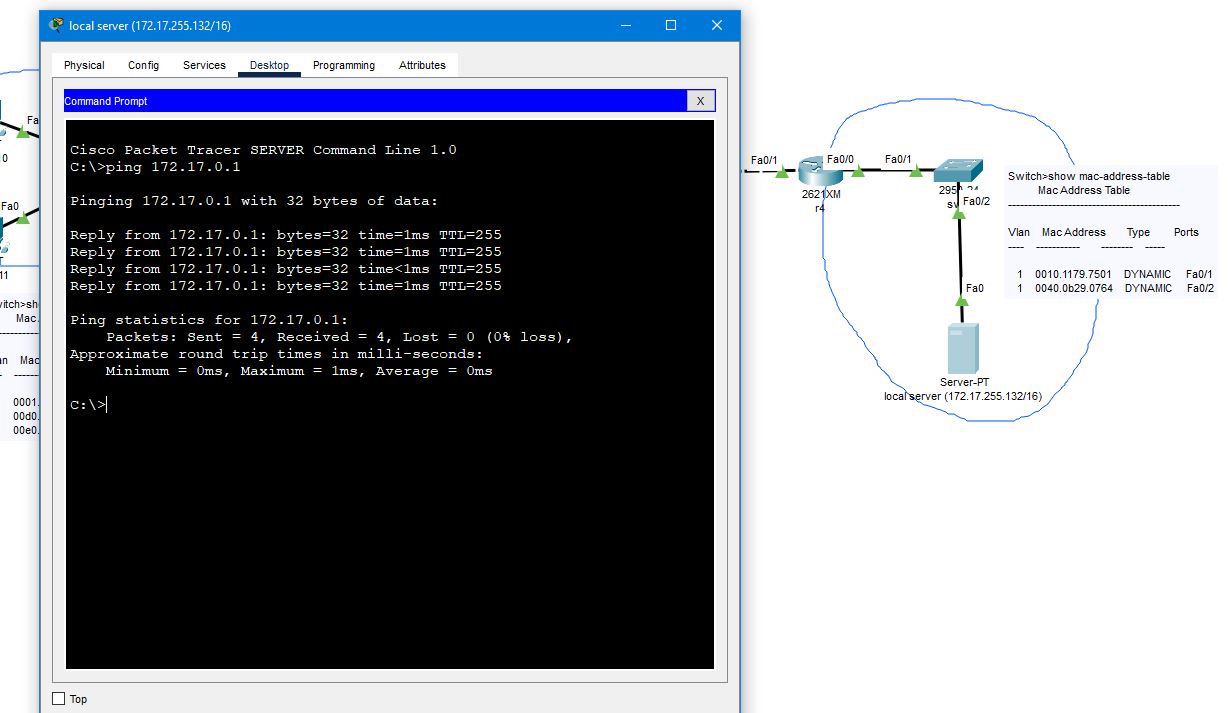 local server (172.17.255.132/16)
Physical Config Services Desktop Programming Attributes
Command Prompt
X
Cisco Packet Tracer SERVER Command Line 1.0
C:\>ping 172.17.0.1
Pinging 172.17.0.1 with 32 bytes of data:
Reply from 172.17.0.1: bytes=32 time=1ms TTL=255
Reply from 172.17.0.1: bytes=32 time=1ms TTL=255
Reply from 172.17.0.1: bytes=32 time<1ms TTL=255
Reply from 172.17.0.1: bytes=32 time=1ms TTL=255
Ping statistics for 172.17.0.1:
Packets: Sent = 4, Received = 4, Lost = 0 (0% loss),
Approximate round trip times in milli-seconds:
Minimum = 0ms, Maximum = 1ms, Average = 0ms
C:\>
Top
Fa
0
Fa0
11
itch>sh
Mac
n Mac
0001.
00d0.
00e0.
Fa0/1 Fa0/0 Fa0/1
2621XM
r4
Fa0/2
Fa0
Server-PT
local server (172.17.255.132/16)
Switch>show mac-address-table
Mac Address Table
-------------------------------------------
Vlan Mac Address Type Ports
---- ----------- -------- -----
1 0010.1179.7501 DYNAMIC Fa0/1
1 0040.0b29.0764 DYNAMIC Fa0/2